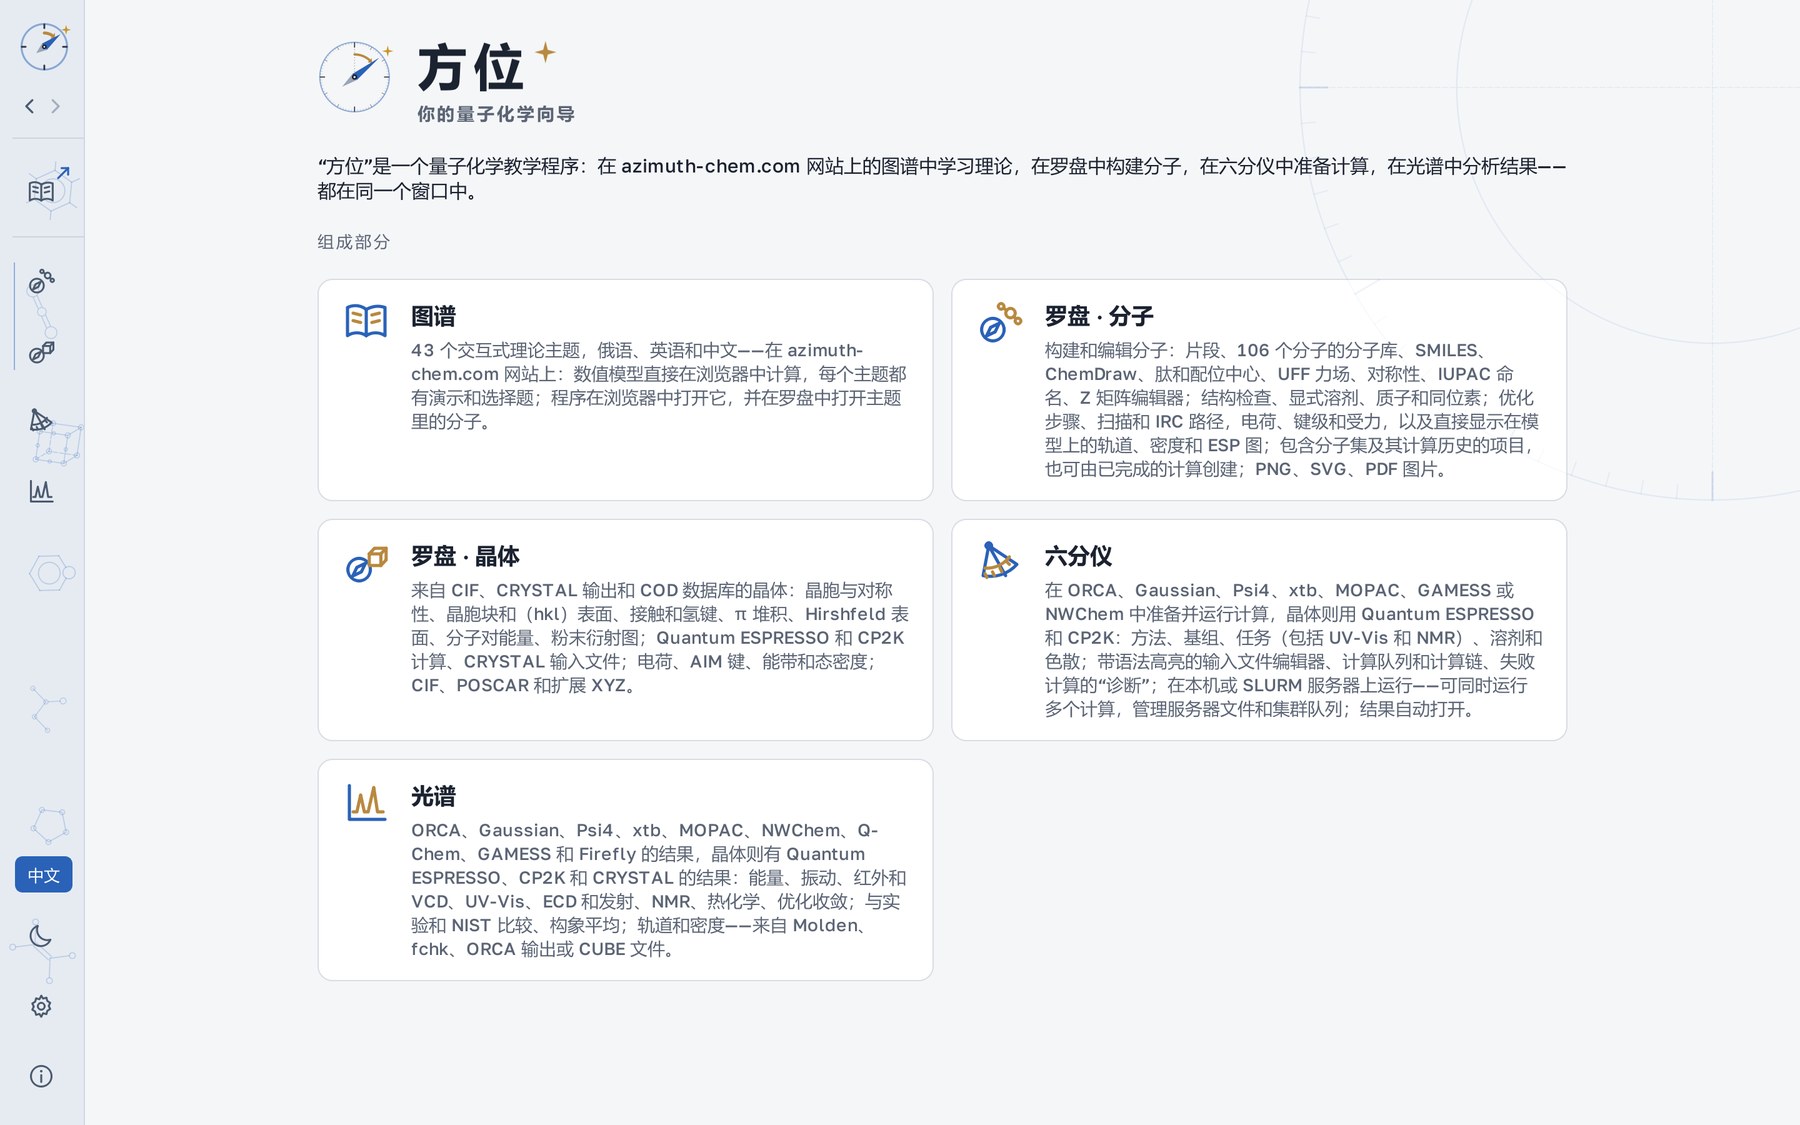 方位
你的量子化学向导
“方位”是一个量子化学教学程序：在 azimuth-chem.com 网站上的图谱中学习理论，在罗盘中构建分子，在六分仪中准备计算，在光谱中分析结果——
都在同一个窗口中。
组成部分
图谱
43 个交互式理论主题，俄语、英语和中文——在 azimuth-
chem.com 网站上：数值模型直接在浏览器中计算，每个主题都
有演示和选择题；程序在浏览器中打开它，并在罗盘中打开主题
里的分子。
罗盘 · 分子
构建和编辑分子：片段、106 个分子的分子库、SMILES、
ChemDraw、肽和配位中心、UFF 力场、对称性、IUPAC 命
名、Z 矩阵编辑器；结构检查、显式溶剂、质子和同位素；优化
步骤、扫描和 IRC 路径，电荷、键级和受力，以及直接显示在模
型上的轨道、密度和 ESP 图；包含分子集及其计算历史的项目，
也可由已完成的计算创建；PNG、SVG、PDF 图片。
罗盘 · 晶体
来自 CIF、CRYSTAL 输出和 COD 数据库的晶体：晶胞与对称
性、晶胞块和（hkl）表面、接触和氢键、π 堆积、Hirshfeld 表
面、分子对能量、粉末衍射图；Quantum ESPRESSO 和 CP2K
计算、CRYSTAL 输入文件；电荷、AIM 键、能带和态密度；
CIF、POSCAR 和扩展 XYZ。
六分仪
在 ORCA、Gaussian、Psi4、xtb、MOPAC、GAMESS 或
NWChem 中准备并运行计算，晶体则用 Quantum ESPRESSO
和 CP2K：方法、基组、任务（包括 UV-Vis 和 NMR）、溶剂和
色散；带语法高亮的输入文件编辑器、计算队列和计算链、失败
计算的“诊断”；在本机或 SLURM 服务器上运行——可同时运行
多个计算，管理服务器文件和集群队列；结果自动打开。
光谱
ORCA、Gaussian、Psi4、xtb、MOPAC、NWChem、Q-
Chem、GAMESS 和 Firefly 的结果，晶体则有 Quantum
ESPRESSO、CP2K 和 CRYSTAL 的结果：能量、振动、红外和
VCD、UV-Vis、ECD 和发射、NMR、热化学、优化收敛；与实
验和 NIST 比较、构象平均；轨道和密度——来自 Molden、
fchk、ORCA 输出或 CUBE 文件。
中文